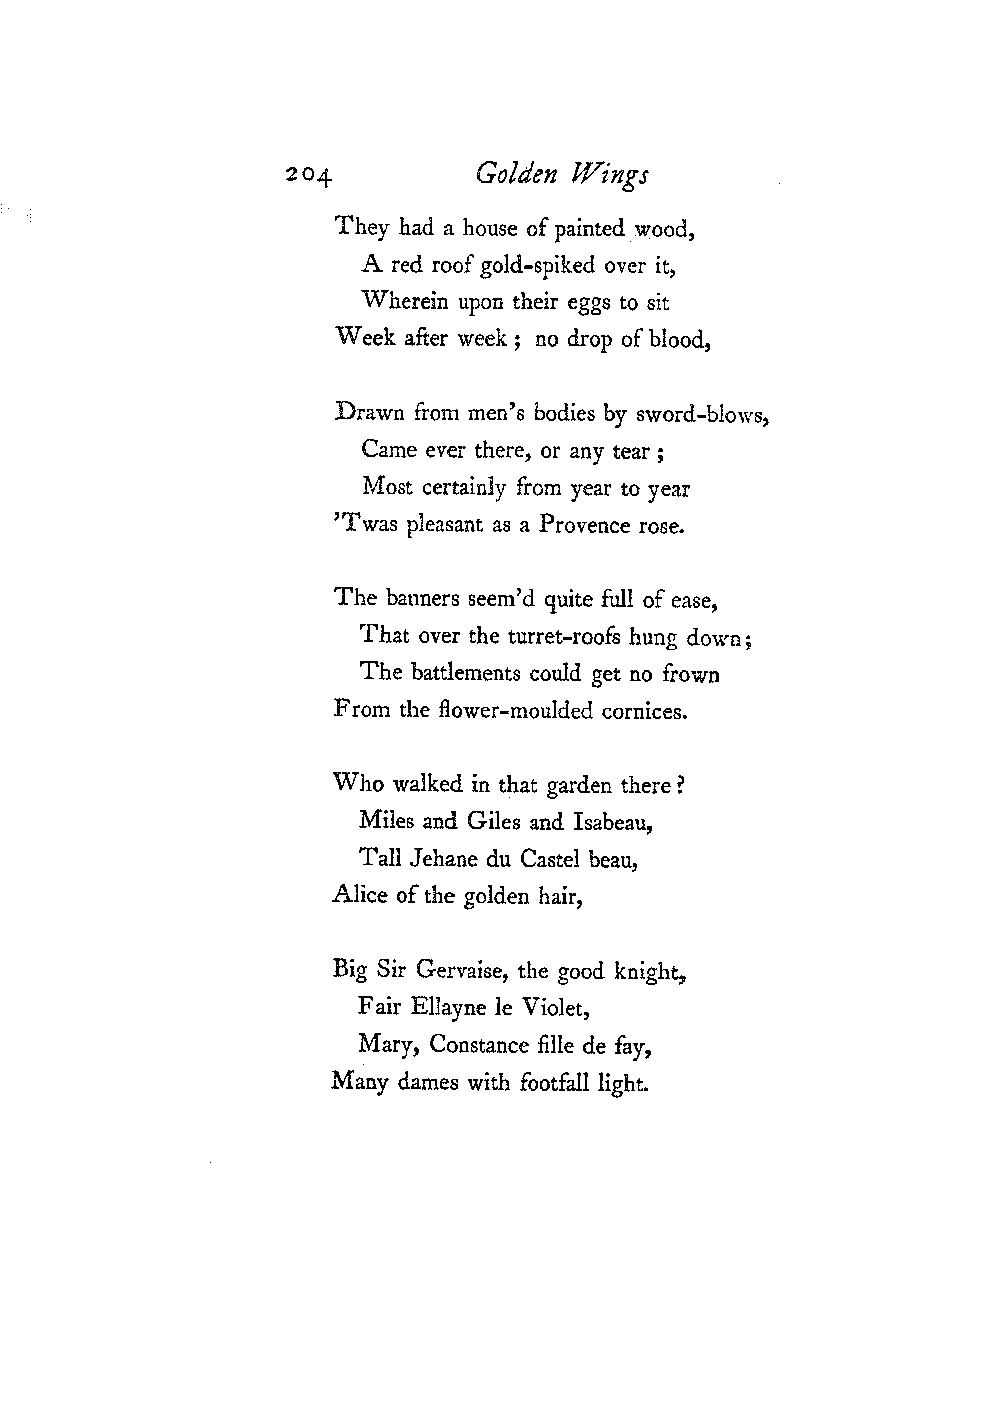 204 Golden Wings
They had a house of painted wood,
A red roof gold-spiked over it,
Wherein upon their eggs to sit
Week after week; no drop of blood,
Drawn from men's bodies by sword-blows,
Came ever there, or any tear;
Most certainly from year to year
'Twas pleasant as a Provence rose.
The banners seem'd quite full of ease,
That over the turret-roofs hung down;
The battlements could get no frown
From the flower-moulded cornices.
Who walked in that garden there?
Miles and Giles and Isabeau,
Tall Jehane du Castel beau,
Alice of the golden hair,
Big Sir Gervaise, the good knight,
Fair Ellayne le Violet,
Mary, Constance fille de fay,
Many dames with footfall light.